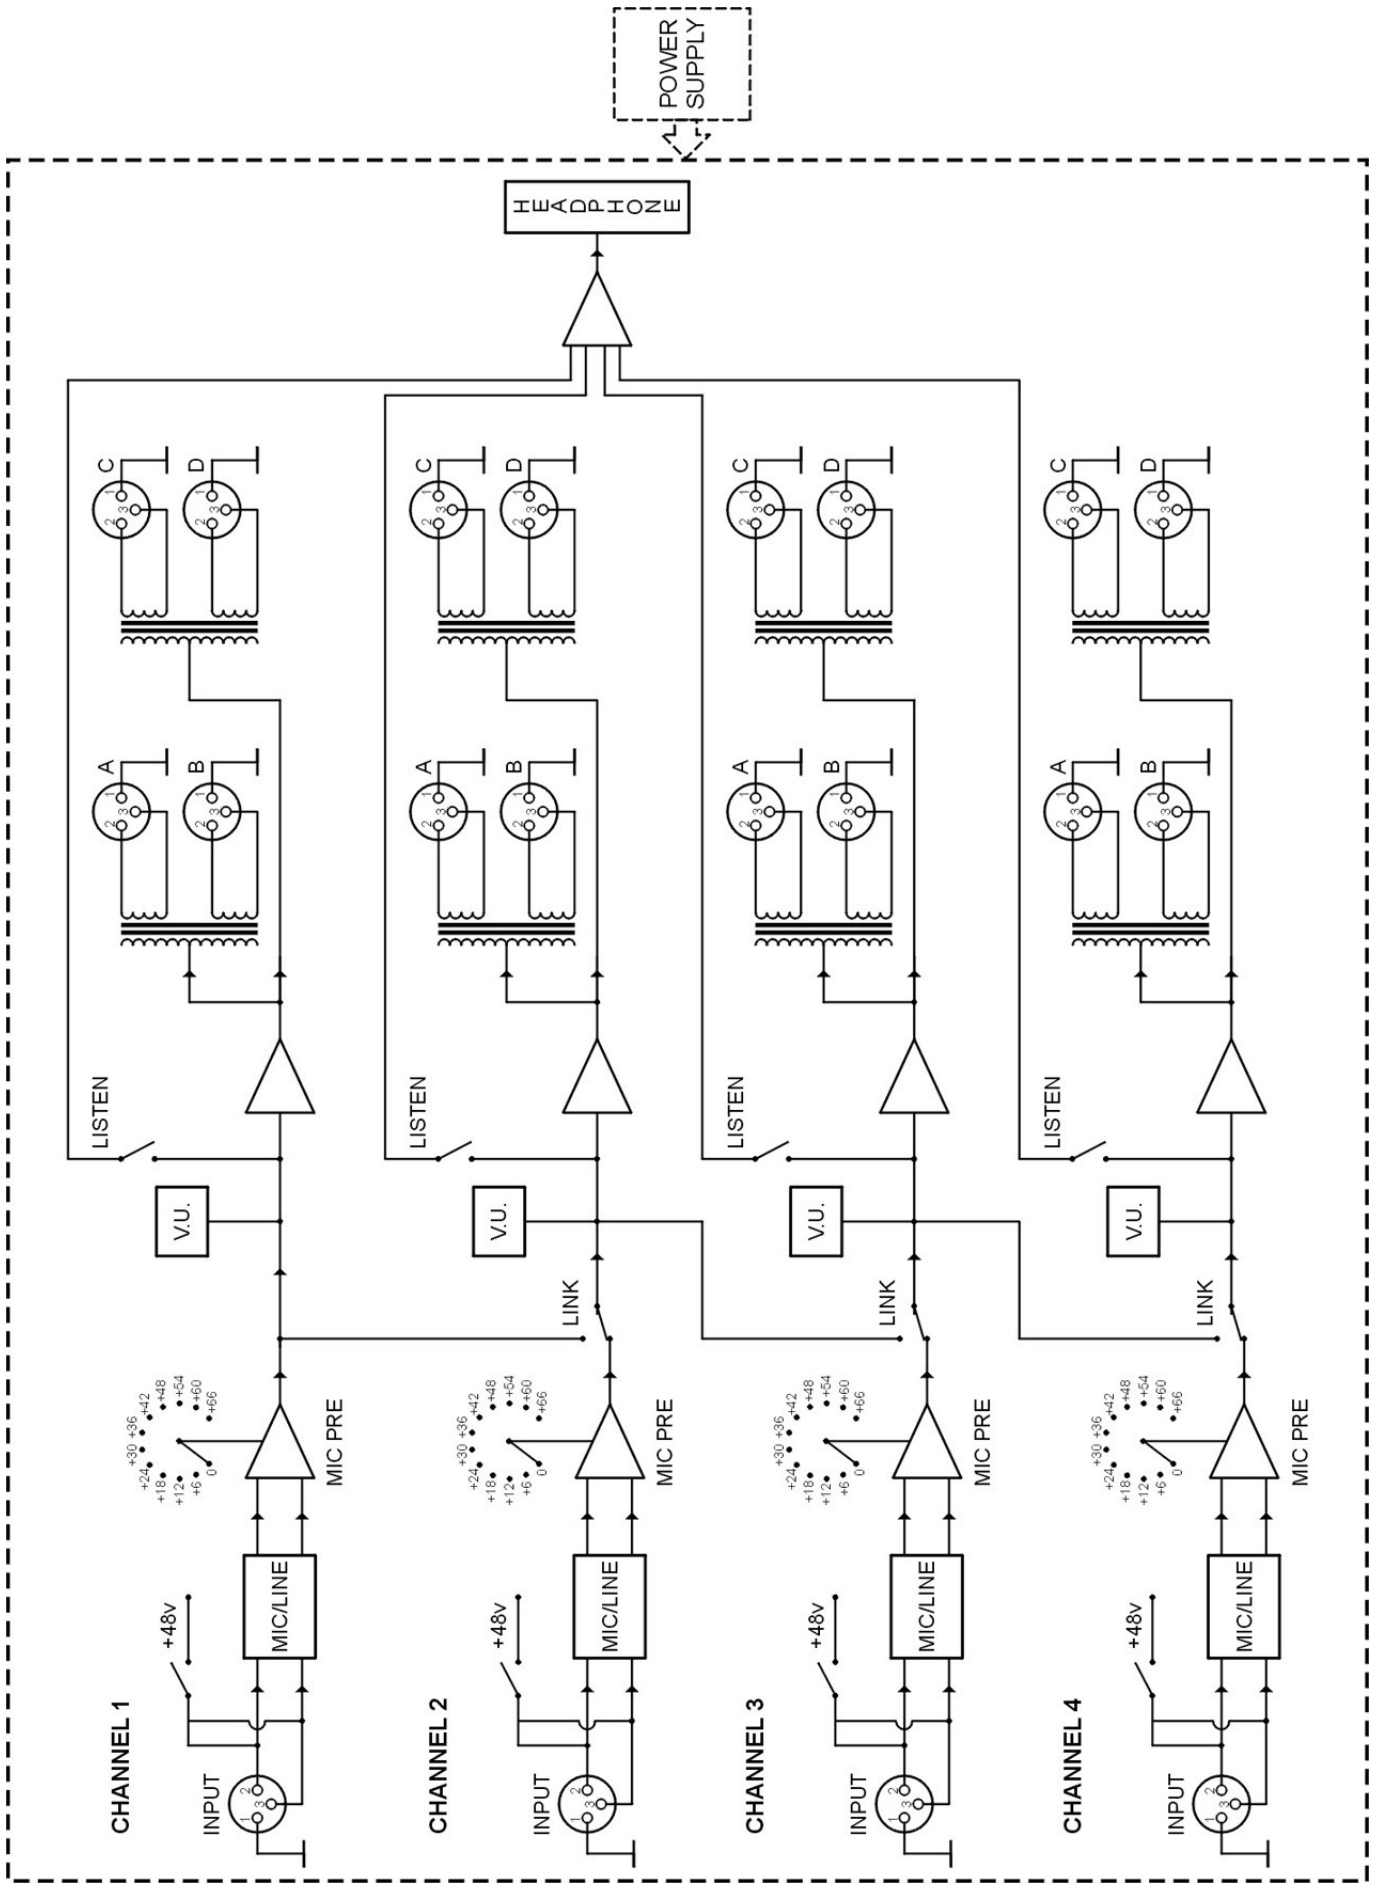 CHANNEL 1
INPUT
1
2
3
+48v
MIC/LINE
MIC PRE
0
+6
+12
+18
+24
+30
+36
+42
+48
+54
+60
+66
V.U.
LISTEN
A
1
2
3
B
1
2
3
C
1
2
3
D
1
2
3
CHANNEL 2
INPUT
1
2
3
+48v
MIC/LINE
MIC PRE
0
+6
+12
+18
+24
+30
+36
+42
+48
+54
+60
+66
LINK
V.U.
LISTEN
A
1
2
3
B
1
2
3
C
1
2
3
D
1
2
3
CHANNEL 3
INPUT
1
2
3
+48v
MIC/LINE
MIC PRE
0
+6
+12
+18
+24
+30
+36
+42
+48
+54
+60
+66
LINK
V.U.
LISTEN
A
1
2
3
B
1
2
3
C
1
2
3
D
1
2
3
CHANNEL 4
INPUT
1
2
3
+48v
MIC/LINE
MIC PRE
0
+6
+12
+18
+24
+30
+36
+42
+48
+54
+60
+66
LINK
V.U.
LISTEN
A
1
2
3
B
1
2
3
C
1
2
3
D
1
2
3
HEADPHONE
POWER
SUPPLY